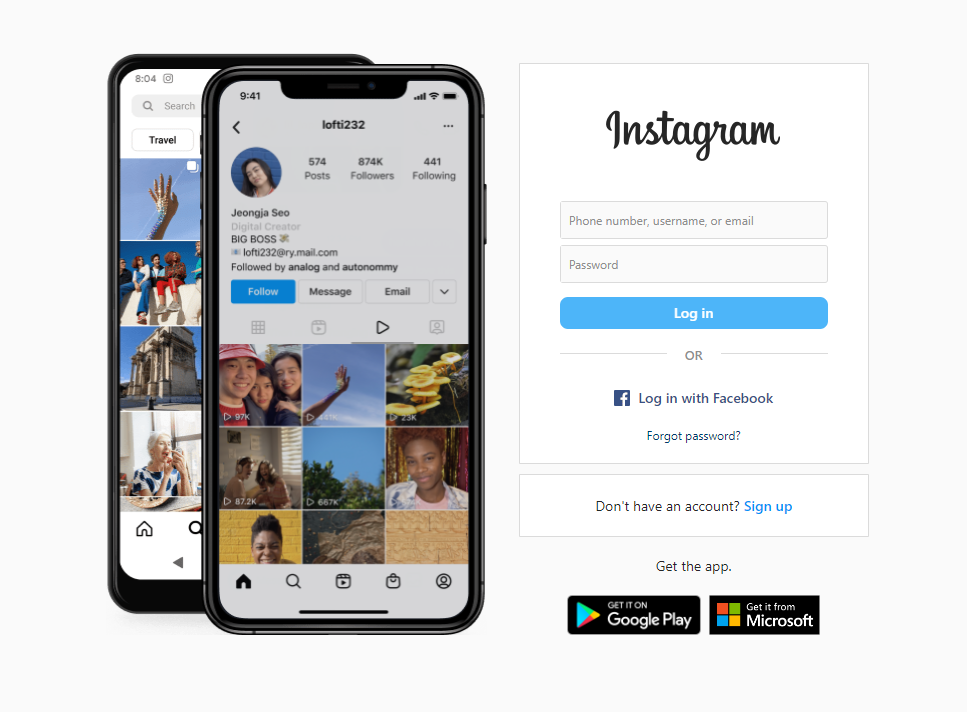 8:04
Search
Travel
9:41
lofti232
574
Posts
874K
Followers
441
Following
Jeongja Seo
Digital Creator
BIG BOSS
lofti232@ry.mail.com
Followed by analog and autonommy
Follow
Message
Email
97K
23K
87.2K
667K
Instagram
Phone number, username, or email
Password
Log in
OR
Log in with Facebook
Forgot password?
Don't have an account? Sign up
Get the app.
GET IT ON
Google Play
Get it from
Microsoft